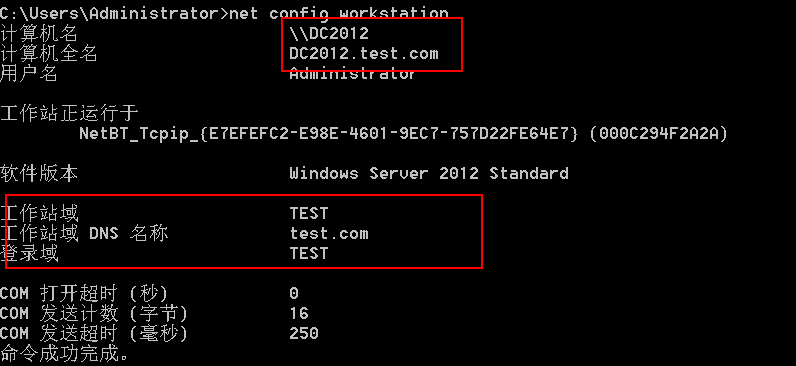 C:\Users\Administrator>net config workstation
计算机名 \\DC2012
计算机全名 DC2012.test.com
用户名 Administrator
工作站正运行于
NetBT_Tcpip_{E7EFEFC2-E98E-4601-9EC7-757D22FE64E7} (000C294F2A2A)
软件版本 Windows Server 2012 Standard
工作站域 TEST
工作站域 DNS 名称 test.com
登录域 TEST
COM 打开超时 (秒) 0
COM 发送计数 (字节) 16
COM 发送超时 (毫秒) 250
命令成功完成。